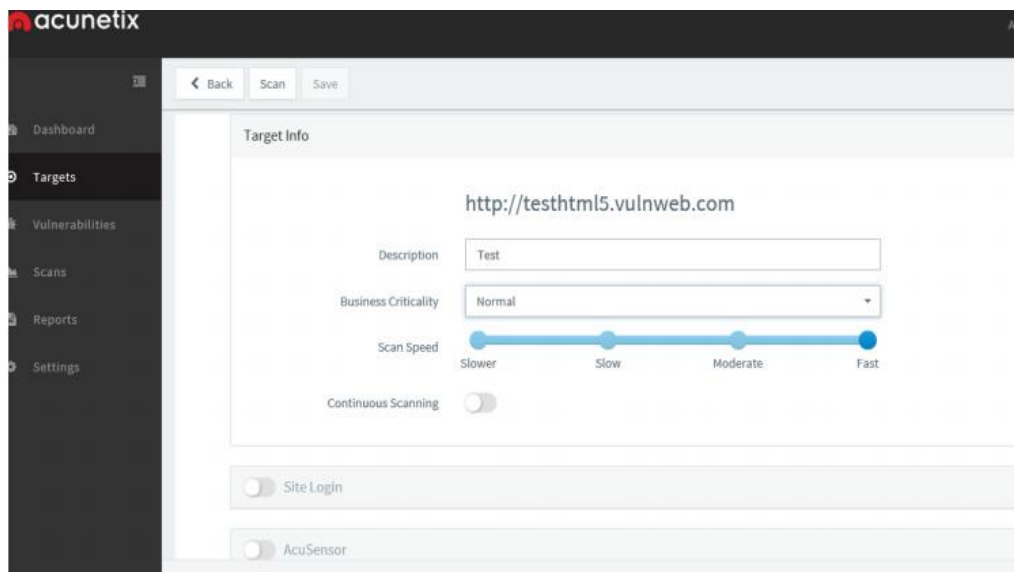 acunetix
A
Back Scan Save
Dashboard
Targets
Vulnerabilities
Scans
Reports
Settings
Target Info
http://testhtml5.vulnweb.com
Description Test
Business Criticality Normal
Scan Speed
Slower Slow Moderate Fast
Continuous Scanning
Site Login
AcuSensor